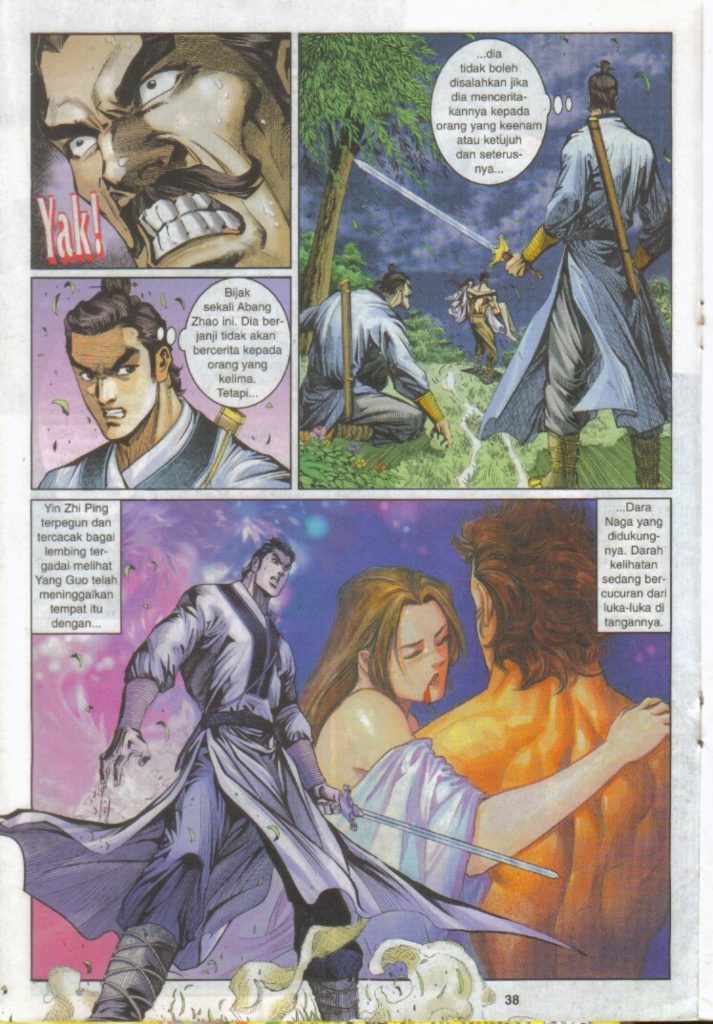 Yak!
Bijak
sekali Abang
Zhao ini. Dia ber-
janji tidak akan
bercerita kepada
orang yang
kelima.
Tetapi...
...dia
tidak boleh
disalahkan jika
dia mencerita-
kannya kepada
orang yang keenam
atau ketujuh
dan seterus-
nya...
Yin Zhi Ping
terpegun dan
tercacak bagai
lembing ter-
gadai melihat
Yang Guo telah
meninggalkan
tempat itu
dengan...
...Dara
Naga yang
didukung-
nya. Darah
kelihatan
sedang ber-
cucuran dari
luka-luka di
tangannya.
38